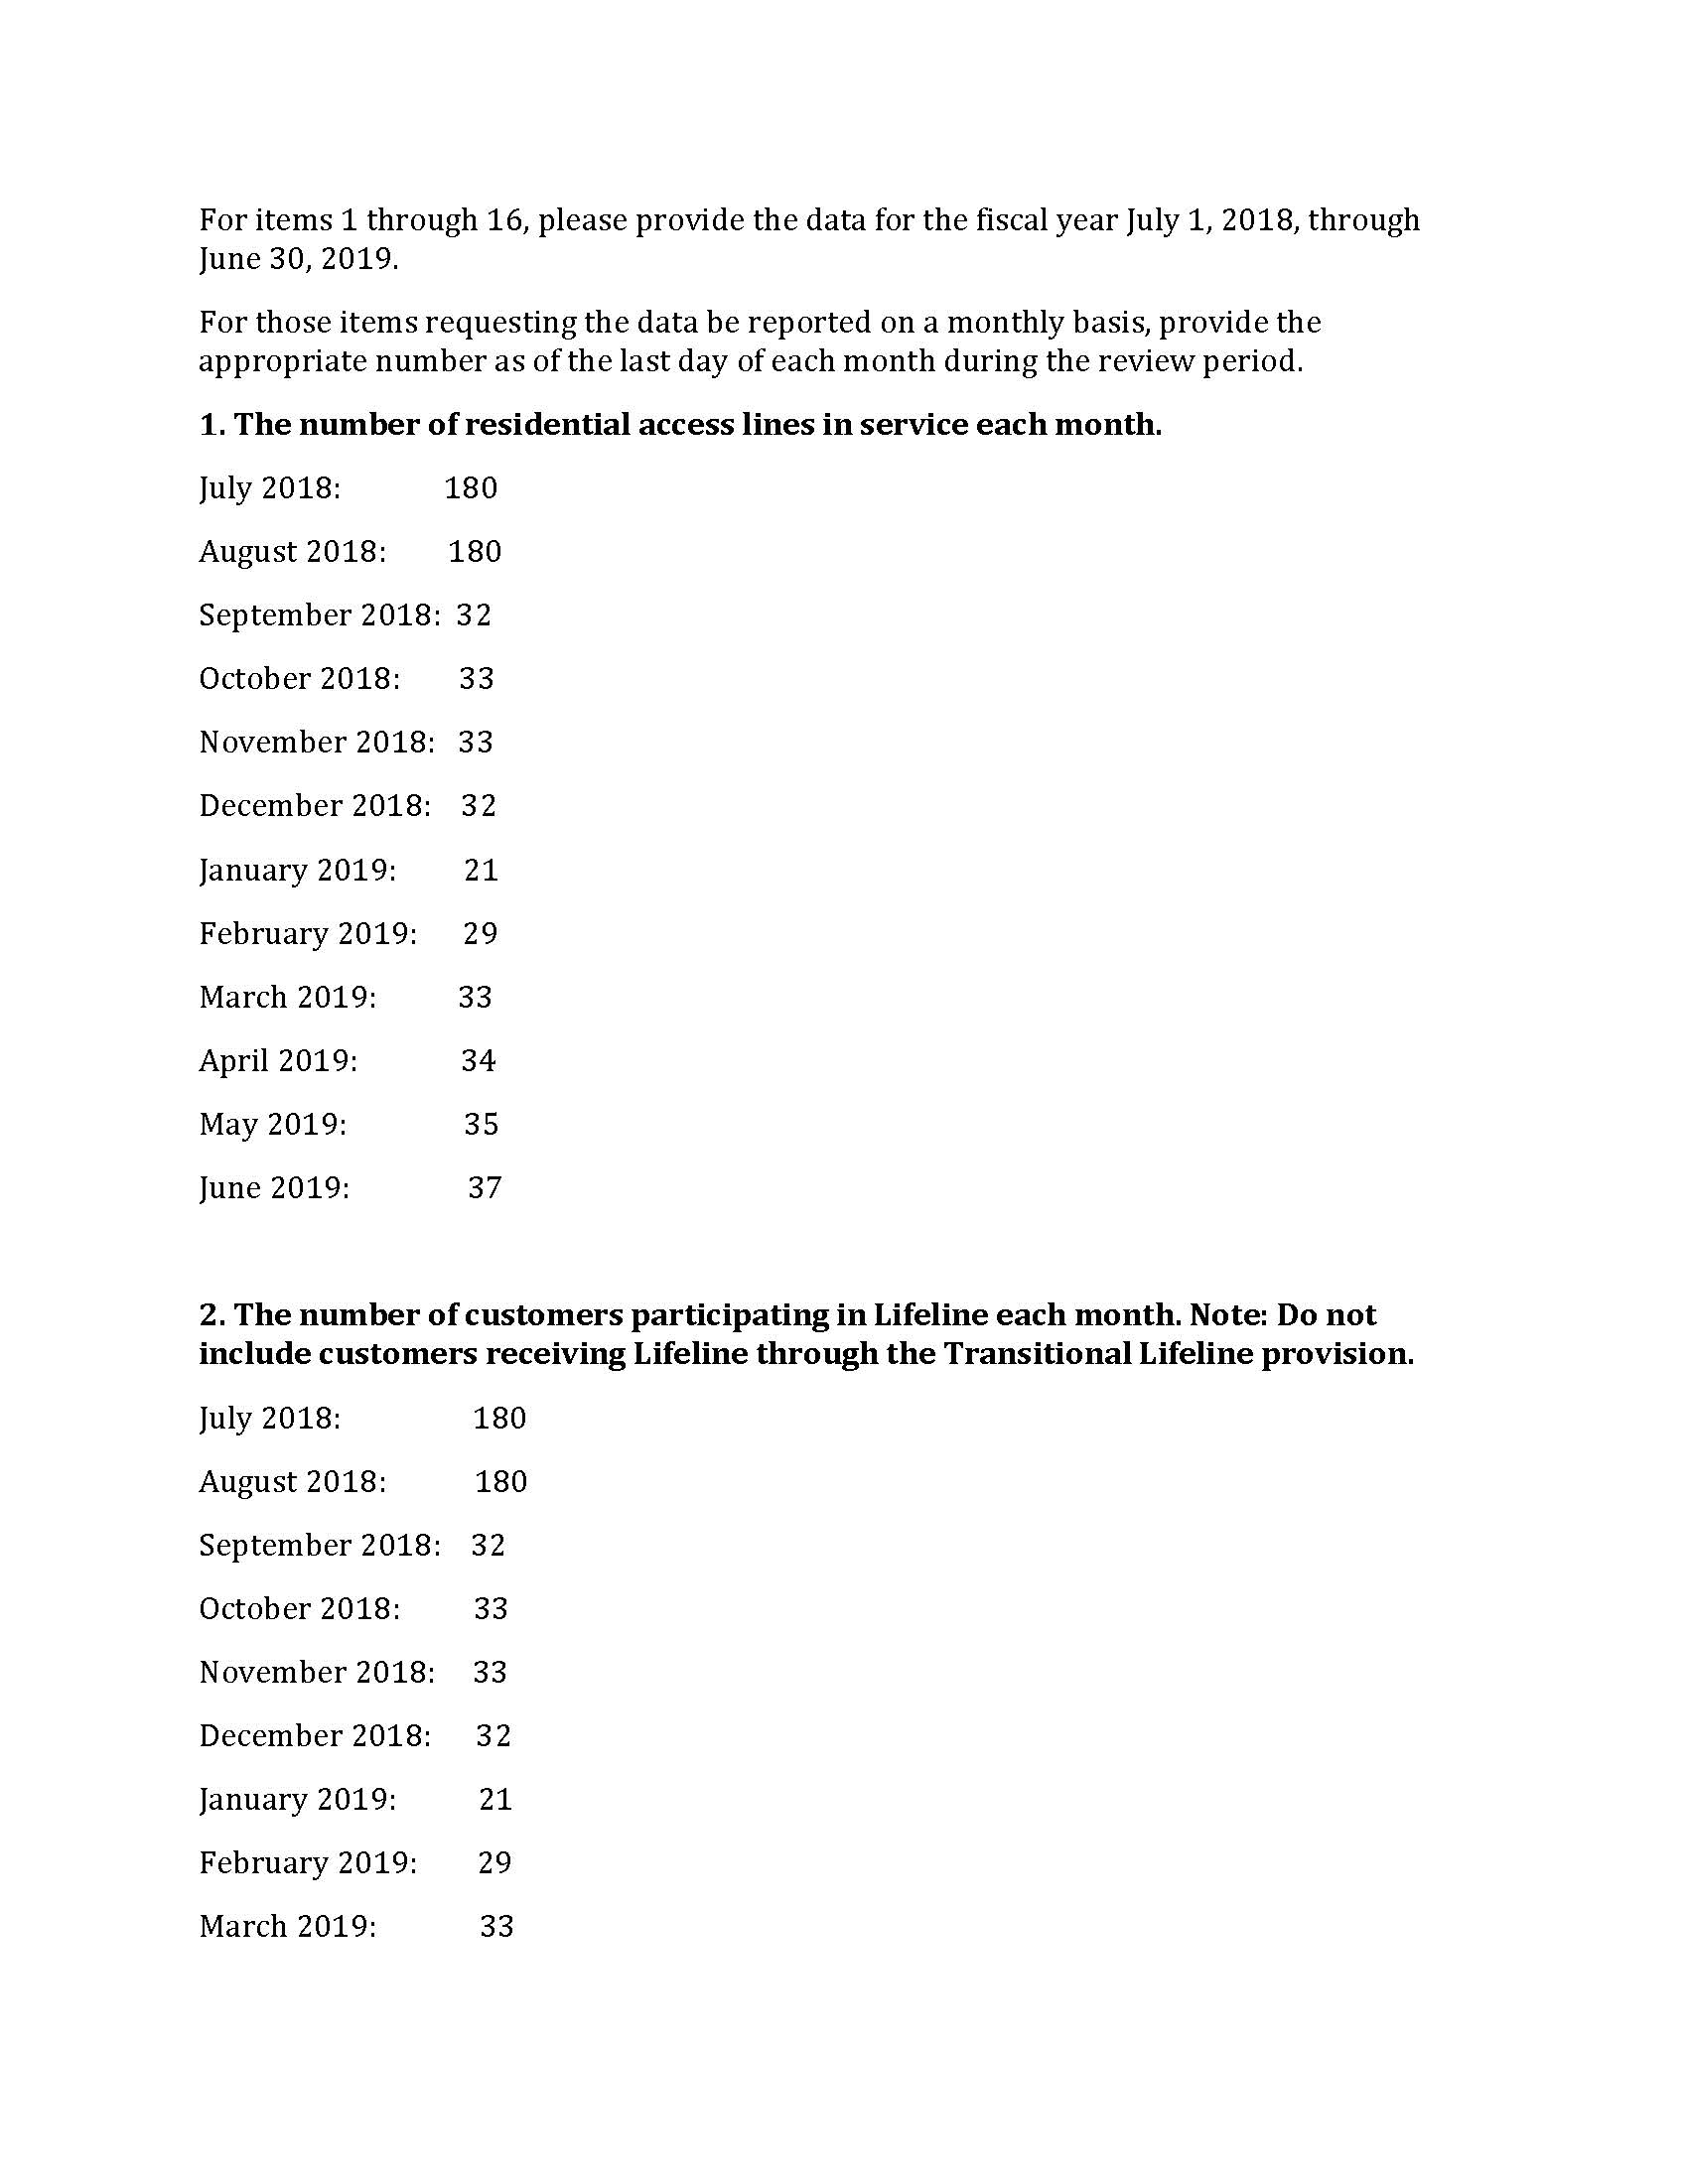 For items 1 through 16, please provide the data for the fiscal year July 1, 2018, through
June 30, 2019.
For those items requesting the data be reported on a monthly basis, provide the
appropriate number as of the last day of each month during the review period.
1. The number of residential access lines in service each month.
July 2018: 180
August 2018: 180
September 2018: 32
October 2018: 33
November 2018: 33
December 2018: 32
January 2019: 21
February 2019: 29
March 2019: 33
April 2019: 34
May 2019: 35
June 2019: 37
2. The number of customers participating in Lifeline each month. Note: Do not
include customers receiving Lifeline through the Transitional Lifeline provision.
July 2018: 180
August 2018: 180
September 2018: 32
October 2018: 33
November 2018: 33
December 2018: 32
January 2019: 21
February 2019: 29
March 2019: 33